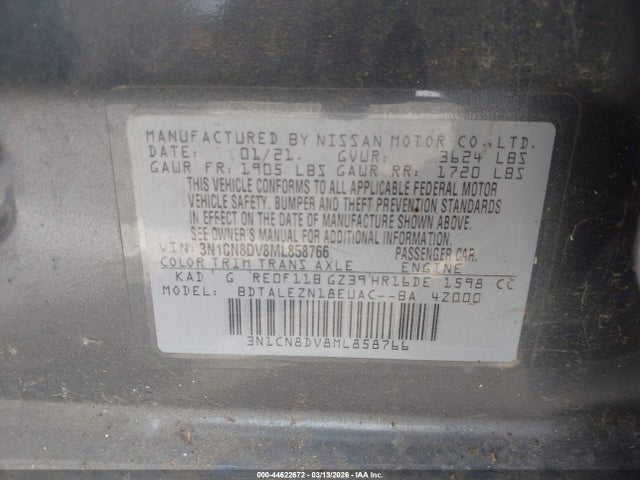 MANUFACTURED BY NISSAN MOTOR CO., LTD.
DATE: 01/21. GVWR: 3624 LBS
GAWR FR: 1905 LBS GAWR RR: 1720 LBS
THIS VEHICLE CONFORMS TO ALL APPLICABLE FEDERAL MOTOR
VEHICLE SAFETY, BUMPER AND THEFT PREVENTION STANDARDS
IN EFFECT ON THE DATE OF MANUFACTURE SHOWN ABOVE.
SEE OWNER'S MANUAL FOR ADDITIONAL INFORMATION.
VIN: 3N1CN8DV8ML858766 PASSENGER CAR.
COLOR TRIM TRANS AXLE ENGINE
KAD G RE0F11B GZ39 HR16DE 1598 CC
MODEL: BDTALEZN18EUAC--BA 4Z000
3N1CN8DV8ML858766
000-44622672 - 03/13/2026 - IAA Inc.